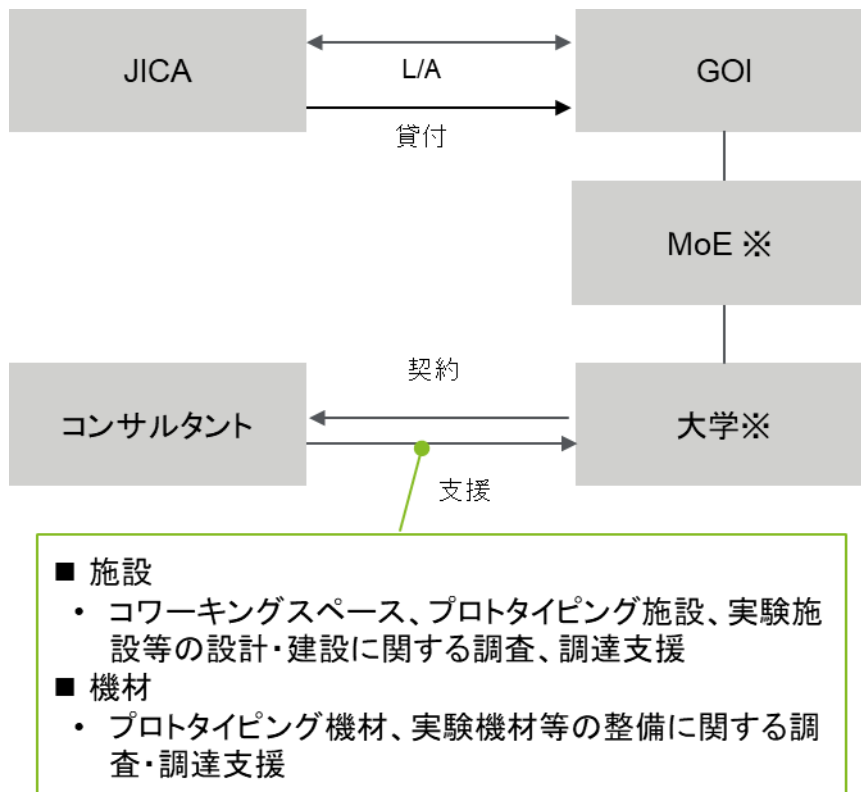 JICA
L/A
GOI
貸付
MoE ※
契約
コンサルタント
大学※
支援
■ 施設
• コワーキングスペース、プロトタイピング施設、実験施
設等の設計・建設に関する調査、調達支援
■ 機材
• プロトタイピング機材、実験機材等の整備に関する調
査・調達支援